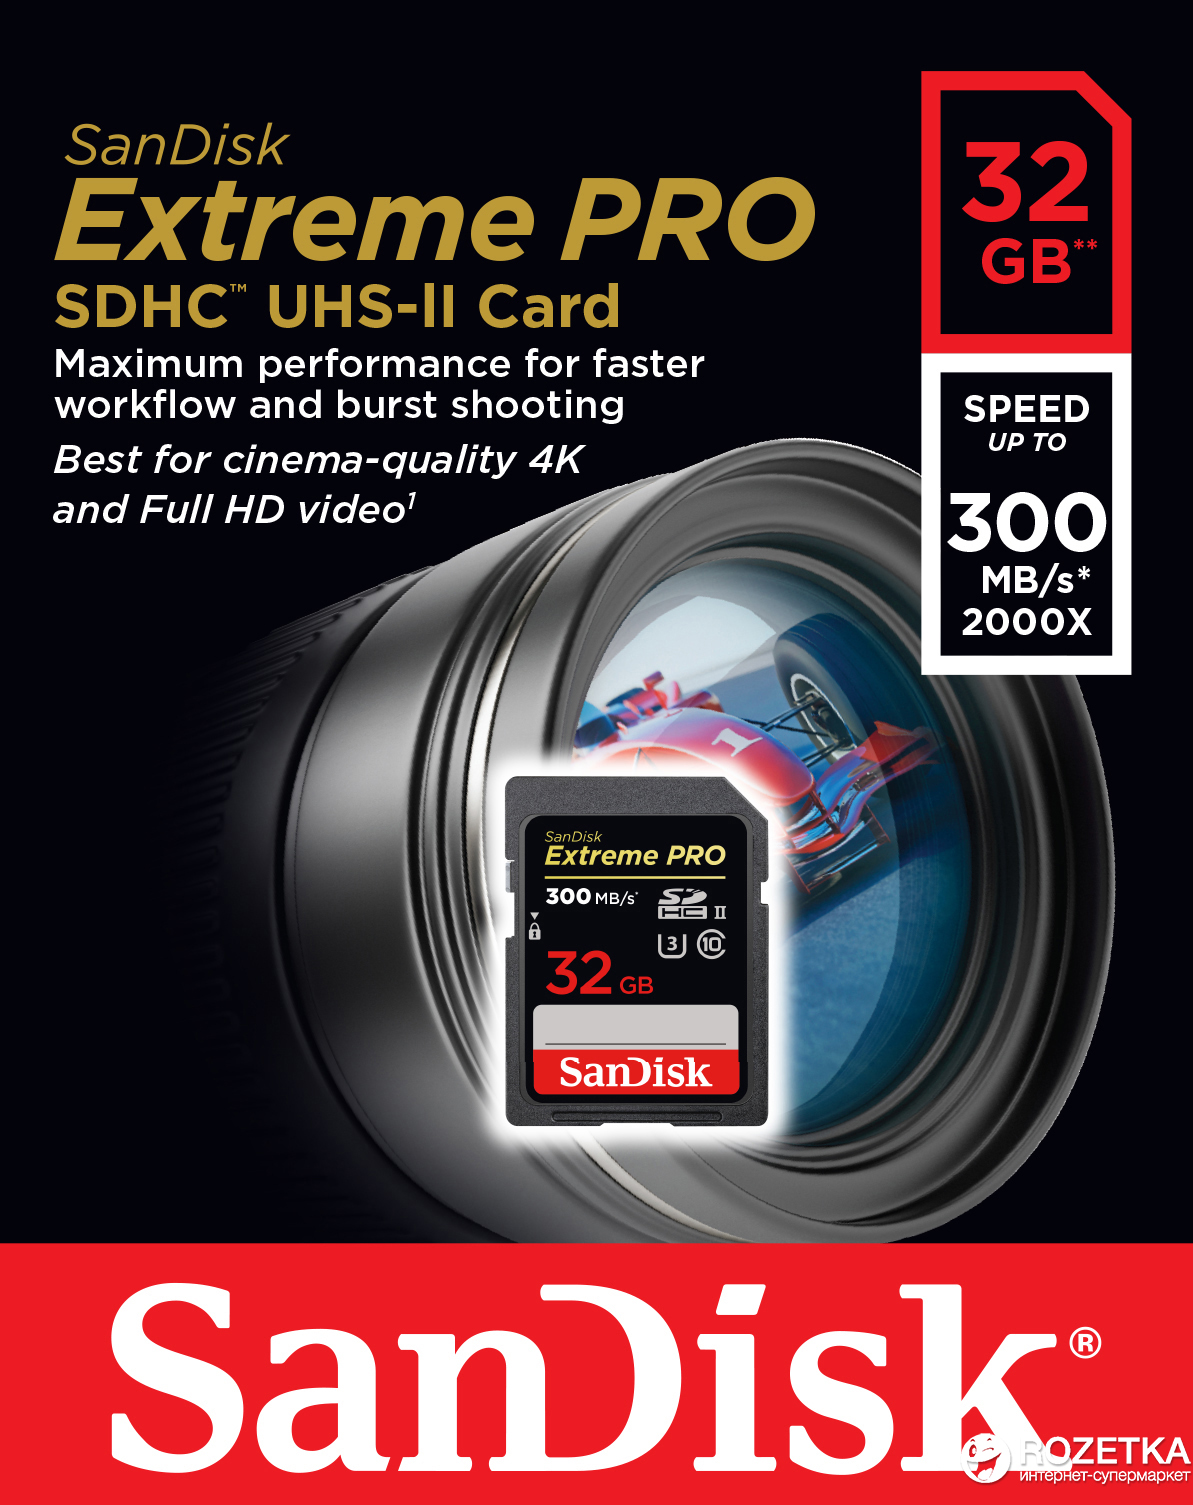 SanDisk
Extreme PRO
SDHC™ UHS-II Card
Maximum performance for faster
workflow and burst shooting
Best for cinema-quality 4K
and Full HD video¹
32
GB**
SPEED
UP TO
300
MB/s*
2000X
1
SanDisk
Extreme PRO
300 MB/s* SD HC II
3 10
32 GB
SanDisk
SanDisk®
ROZETKA
интернет-супермаркет